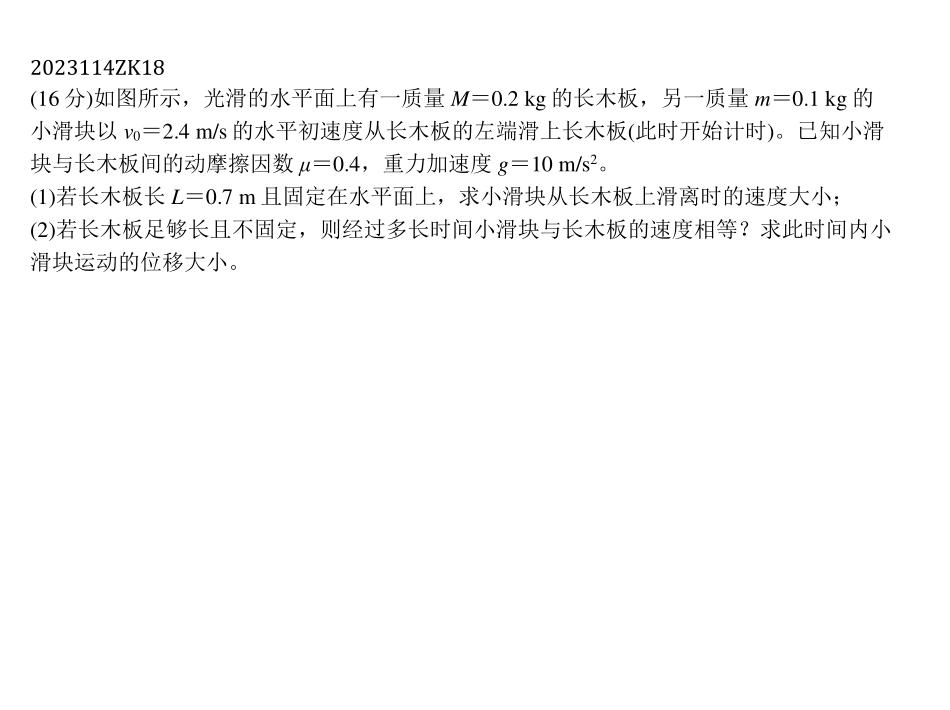 2023114ZK18
(16 分)如图所示，光滑的水平面上有一质量 M＝0.2 kg 的长木板，另一质量 m＝0.1 kg 的
小滑块以 v₀＝2.4 m/s 的水平初速度从长木板的左端滑上长木板(此时开始计时)。已知小滑
块与长木板间的动摩擦因数 μ＝0.4，重力加速度 g＝10 m/s²。
(1)若长木板长 L＝0.7 m 且固定在水平面上，求小滑块从长木板上滑离时的速度大小；
(2)若长木板足够长且不固定，则经过多长时间小滑块与长木板的速度相等？求此时间内小
滑块运动的位移大小。